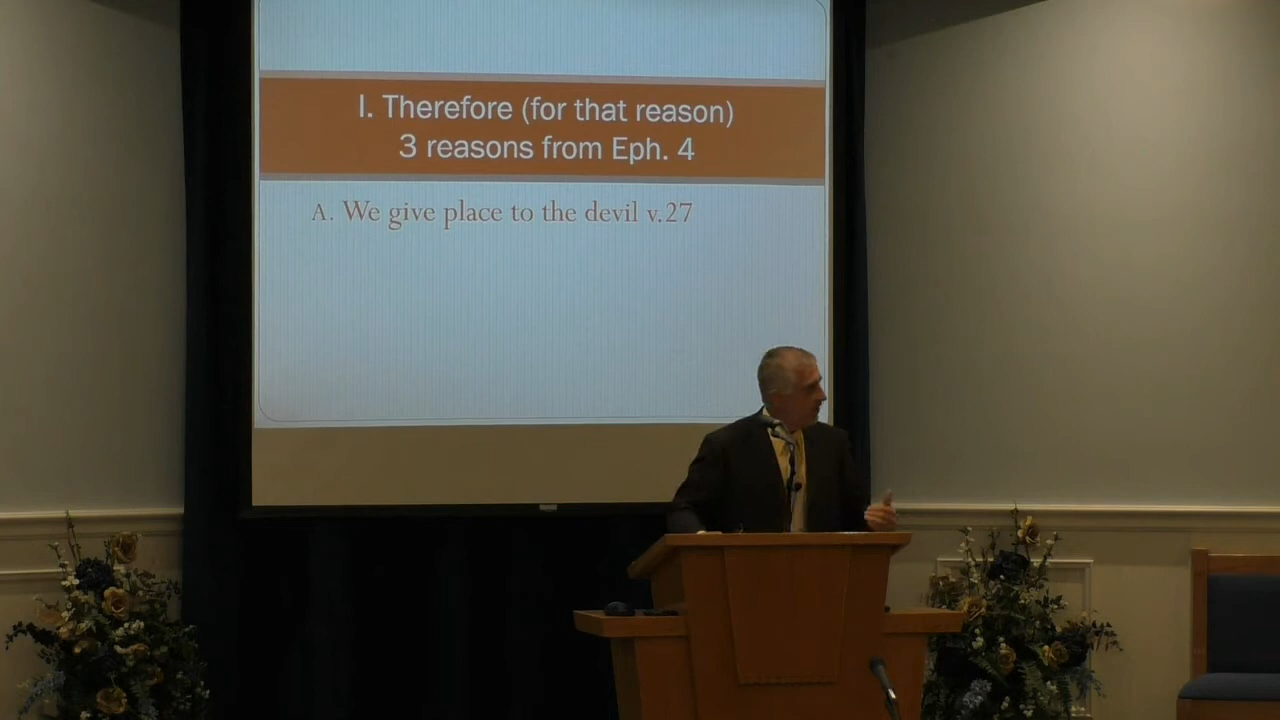 I. Therefore (for that reason)
3 reasons from Eph. 4
A. We give place to the devil v.27